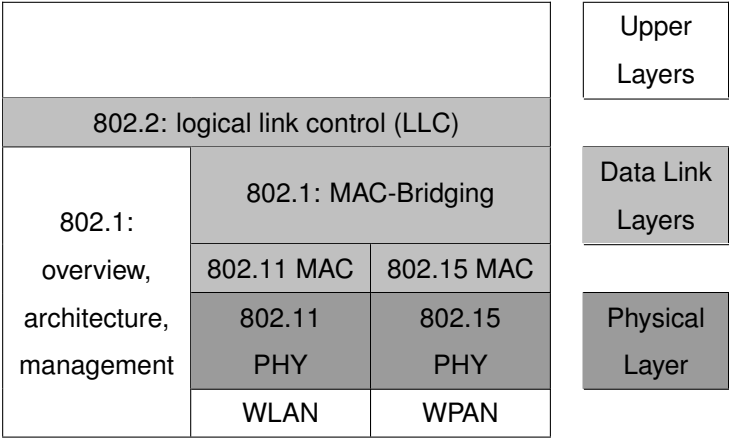 Upper
Layers
802.2: logical link control (LLC)
802.1: MAC-Bridging
Data Link
Layers
802.1:
overview,
architecture,
management
802.11 MAC
802.15 MAC
802.11
PHY
802.15
PHY
Physical
Layer
WLAN
WPAN